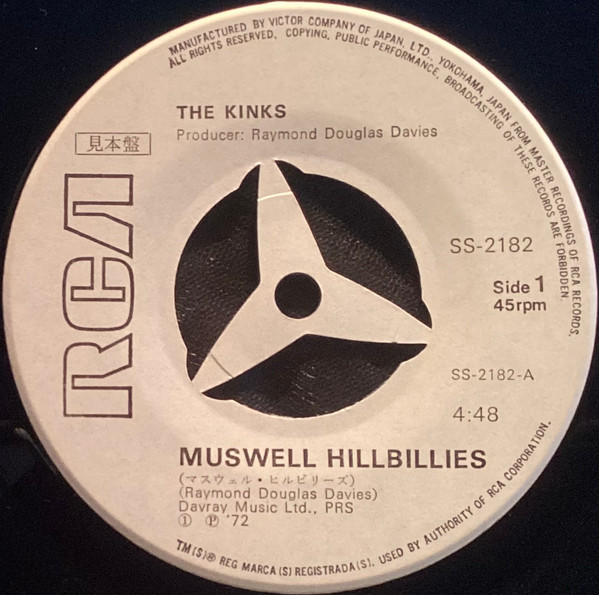 MANUFACTURED BY VICTOR COMPANY OF JAPAN, LTD., YOKOHAMA, JAPAN FROM MASTER RECORDINGS OF RCA RECORDS,
ALL RIGHTS RESERVED, COPYING, PUBLIC PERFORMANCE, BROADCASTING OF THESE RECORDS ARE FORBIDDEN.
THE KINKS
Producer: Raymond Douglas Davies
見本盤
RCA
SS-2182
Side 1
45rpm
SS-2182-A
4:48
MUSWELL HILLBILLIES
(マスウェル・ヒルビリーズ)
(Raymond Douglas Davies)
Davray Music Ltd., PRS
① ℗ '72
TM(S)® REG MARCA(S) REGISTRADA(S). USED BY AUTHORITY OF RCA CORPORATION.